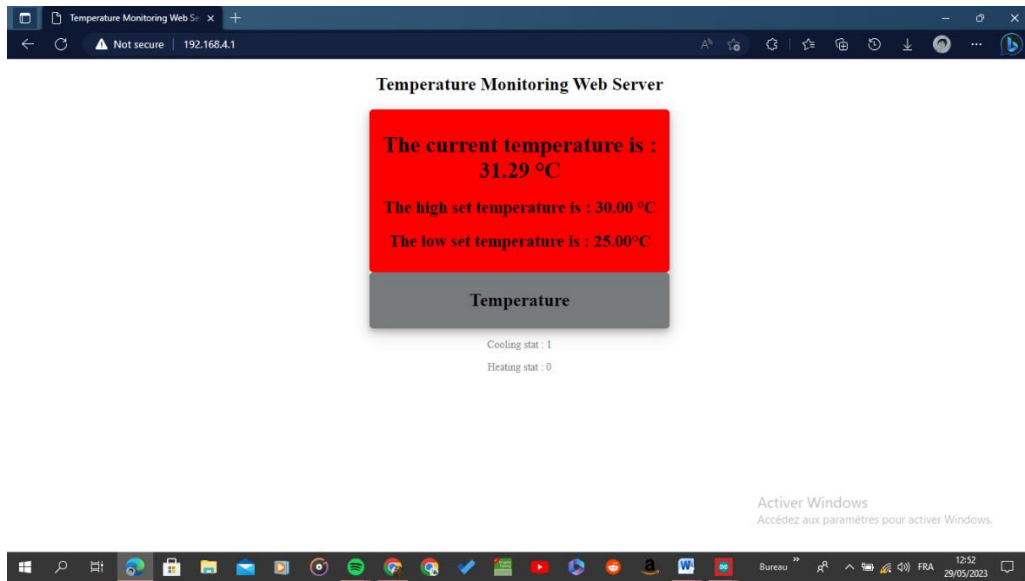 Temperature Monitoring Web Se
Not secure | 192.168.4.1
Temperature Monitoring Web Server
The current temperature is :
31.29 °C
The high set temperature is : 30.00 °C
The low set temperature is : 25.00°C
Temperature
Cooling stat : 1
Heating stat : 0
Activer Windows
Accédez aux paramètres pour activer Windows.
Bureau
FRA
12:52
29/05/2023